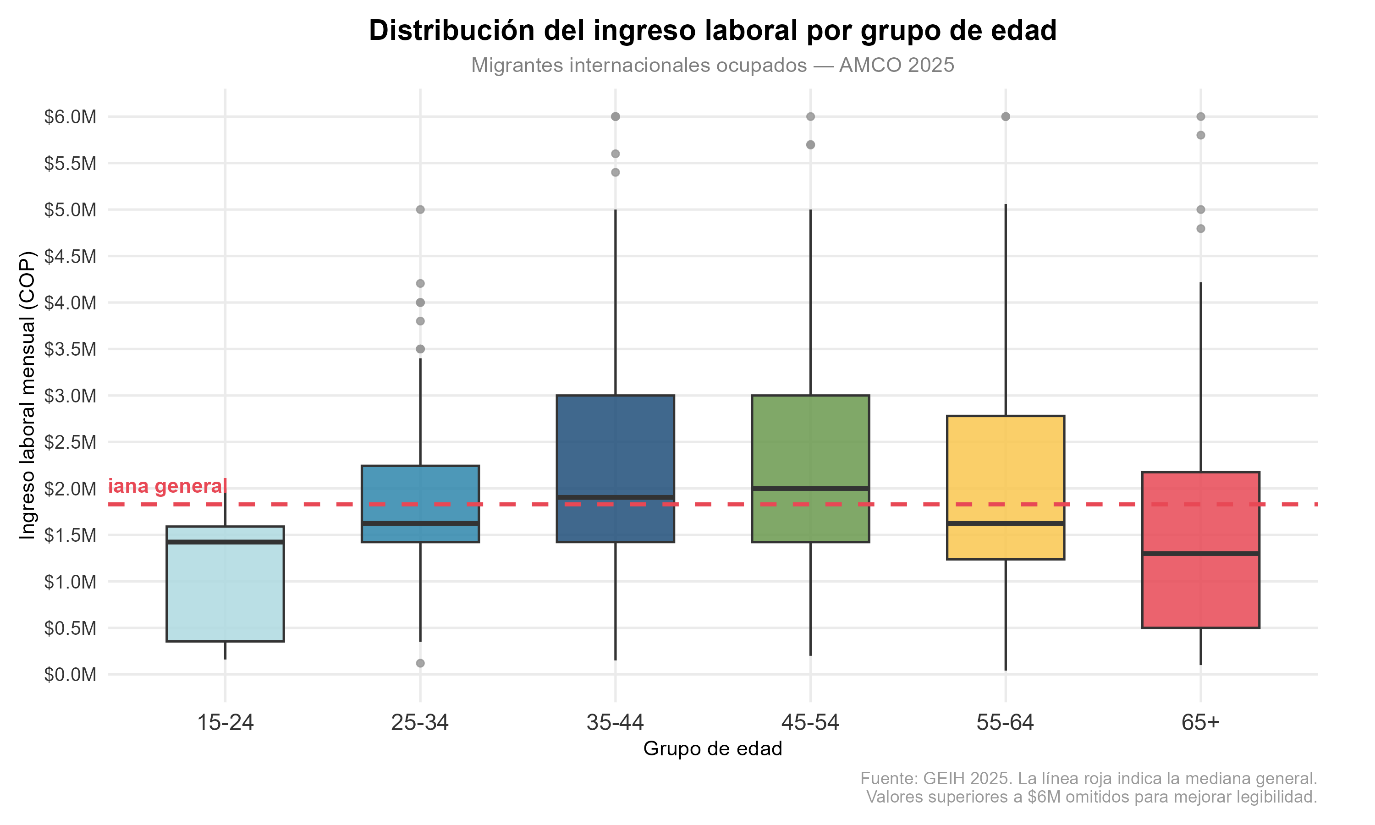 Distribución del ingreso laboral por grupo de edad
Migrantes internacionales ocupados — AMCO 2025
Ingreso laboral mensual (COP)
$6.0M
$5.5M
$5.0M
$4.5M
$4.0M
$3.5M
$3.0M
$2.5M
$2.0M
$1.5M
$1.0M
$0.5M
$0.0M
iana general
15-24
25-34
35-44
45-54
55-64
65+
Grupo de edad
Fuente: GEIH 2025. La línea roja indica la mediana general.
Valores superiores a $6M omitidos para mejorar legibilidad.